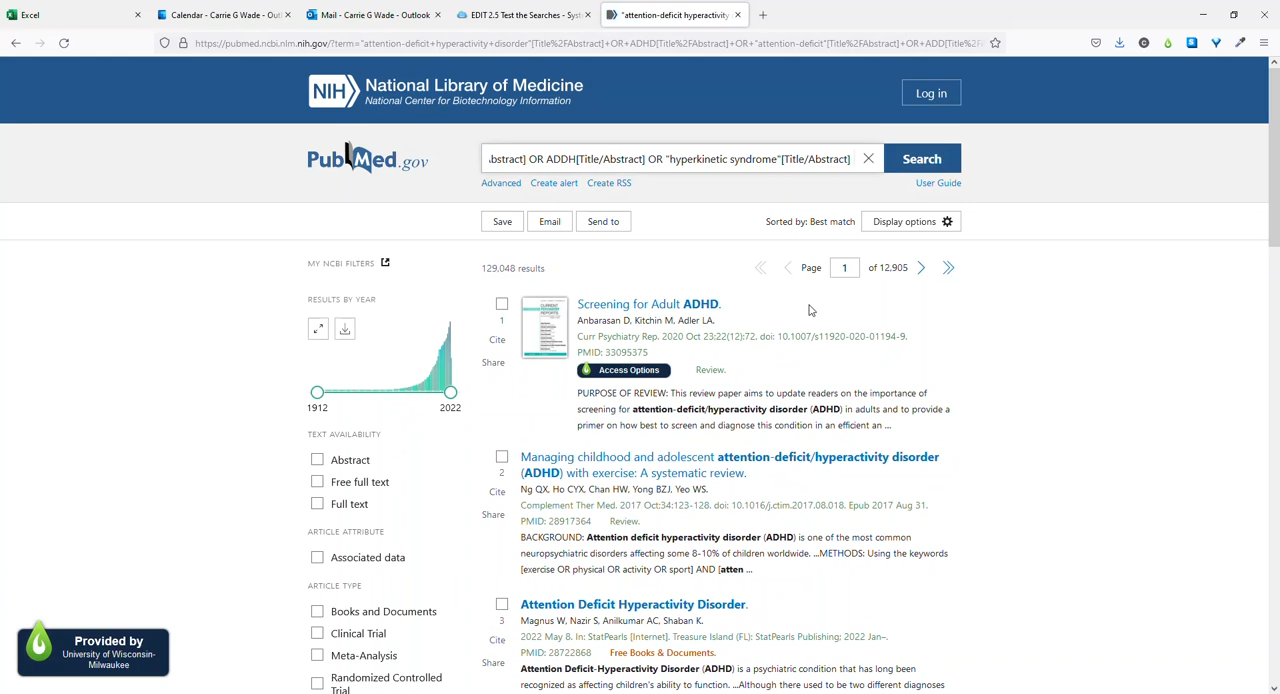 Excel
Calendar - Carrie G Wade - Out
Mail - Carrie G Wade - Outlook
EDIT 2.5 Test the Searches - Syst
"attention-deficit hyperactivity
https://pubmed.ncbi.nlm.nih.gov/?term="attention-deficit+hyperactivity+disorder"[Title%2FAbstract]+OR+ADHD[Title%2FAbstract]+OR+"attention-deficit"[Title%2FAbstract]+OR+ADD[Title%2FAbstract]+O
NIH National Library of Medicine
National Center for Biotechnology Information
Log in
PubMed.gov
bstract] OR ADDH[Title/Abstract] OR "hyperkinetic syndrome"[Title/Abstract]
Search
Advanced Create alert Create RSS User Guide
Save Email Send to Sorted by: Best match Display options
MY NCBI FILTERS
129,048 results
Page 1 of 12,905
RESULTS BY YEAR
1912 2022
TEXT AVAILABILITY
Abstract
Free full text
Full text
ARTICLE ATTRIBUTE
Associated data
ARTICLE TYPE
Books and Documents
Clinical Trial
Meta-Analysis
Randomized Controlled
Trial
1
Cite
Share
CURRENT
PSYCHIATRY
REPORTS
Screening for Adult ADHD.
Anbarasan D, Kitchin M, Adler LA.
Curr Psychiatry Rep. 2020 Oct 23;22(12):72. doi: 10.1007/s11920-020-01194-9.
PMID: 33095375
Access Options Review.
PURPOSE OF REVIEW: This review paper aims to update readers on the importance of
screening for attention-deficit/hyperactivity disorder (ADHD) in adults and to provide a
primer on how best to screen and diagnose this condition in an efficient an ...
2
Cite
Share
Managing childhood and adolescent attention-deficit/hyperactivity disorder
(ADHD) with exercise: A systematic review.
Ng QX, Ho CYX, Chan HW, Yong BZJ, Yeo WS.
Complement Ther Med. 2017 Oct;34:123-128. doi: 10.1016/j.ctim.2017.08.018. Epub 2017 Aug 31.
PMID: 28917364 Review.
BACKGROUND: Attention deficit hyperactivity disorder (ADHD) is one of the most common
neuropsychiatric disorders affecting some 8-10% of children worldwide. ...METHODS: Using the keywords
[exercise OR physical OR activity OR sport] AND [atten ...
3
Cite
Share
Attention Deficit Hyperactivity Disorder.
Magnus W, Nazir S, Anilkumar AC, Shaban K.
2022 May 8. In: StatPearls [Internet]. Treasure Island (FL): StatPearls Publishing; 2022 Jan–.
PMID: 28722868 Free Books & Documents.
Attention Deficit-Hyperactivity Disorder (ADHD) is a psychiatric condition that has long been
recognized as affecting children's ability to function. ...Although there used to be two different diagnoses
Provided by
University of Wisconsin-
Milwaukee